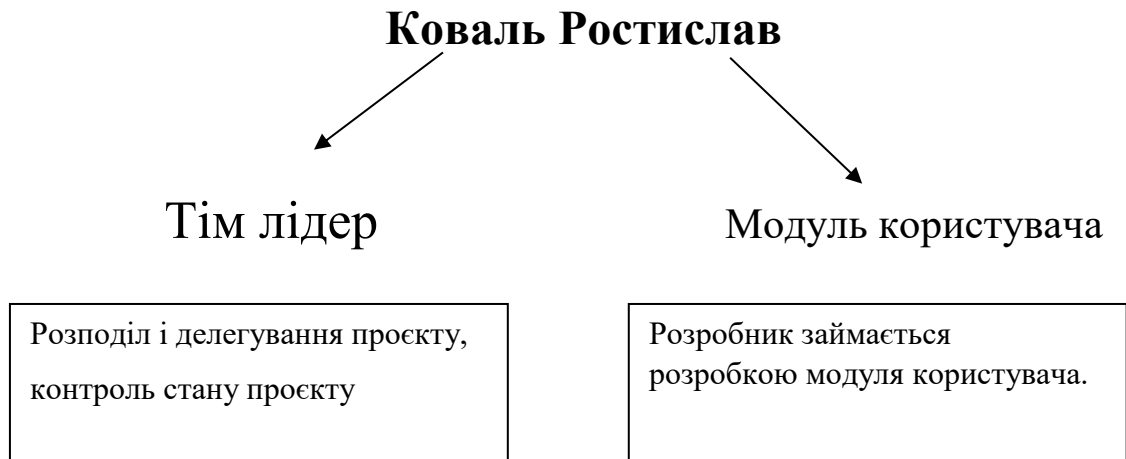 Коваль Ростислав
Тім лідер
Модуль користувача
Розподіл і делегування проєкту,
контроль стану проєкту
Розробник займається
розробкою модуля користувача.